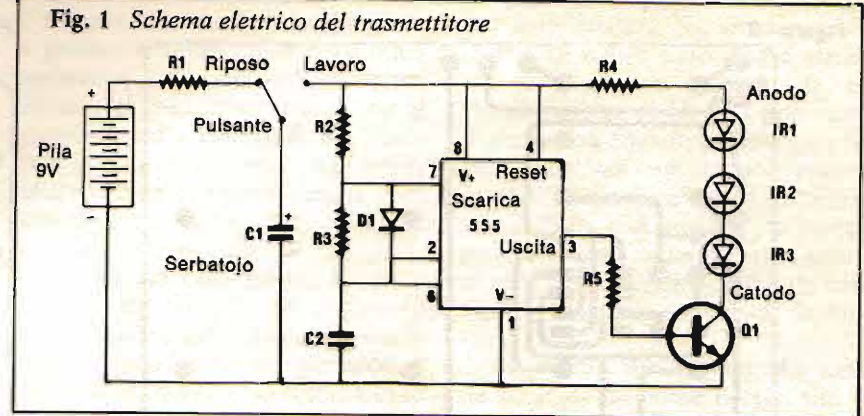 Fig. 1 Schema elettrico del trasmettitore
R1 Riposo Lavoro R4
+ Anodo
Pulsante R2 IR1
Pila
9V
8 4
7 V+ Reset
Scarica
555
IR2
-
C1 + R3 D1 2 Uscita 3 IR3
Serbatojo
R5 Catodo
6 V- Q1
C2 1